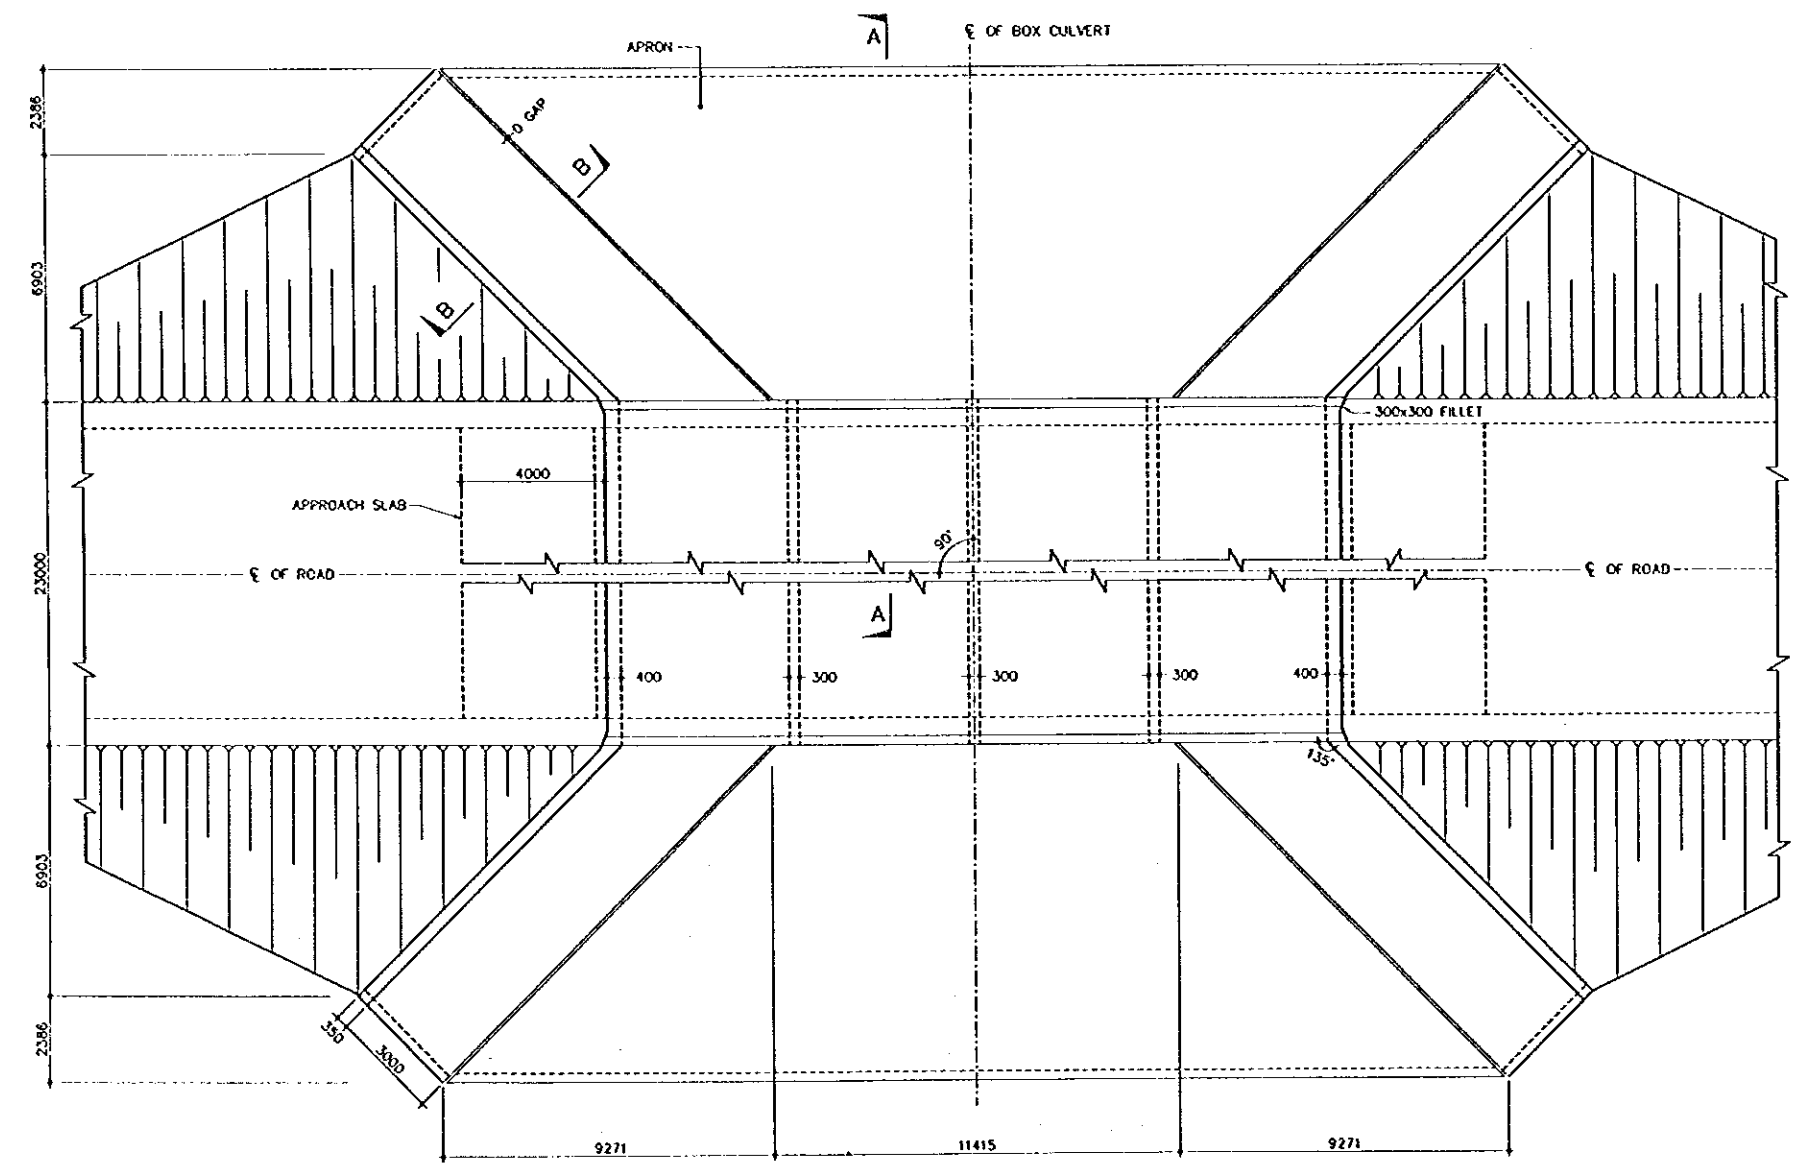 A
℄ OF BOX CULVERT
APRON
2386
D GAP
B
6903
B
300x300 FILLET
4000
APPROACH SLAB
90°
23000
℄ OF ROAD
℄ OF ROAD
A
400
300
300
300
400
135°
6903
2386
350
3000
9271
11415
9271